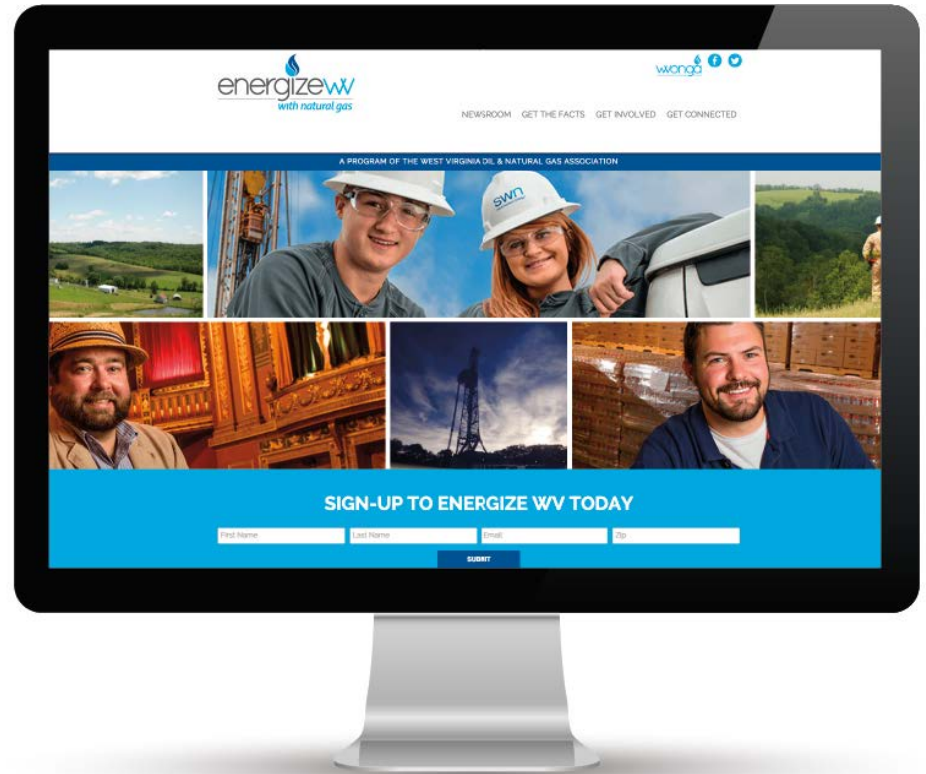 energizewv
with natural gas
wvonga
NEWSROOM GET THE FACTS GET INVOLVED GET CONNECTED
A PROGRAM OF THE WEST VIRGINIA OIL & NATURAL GAS ASSOCIATION
swn
SIGN-UP TO ENERGIZE WV TODAY
First Name Last Name Email Zip
SUBMIT